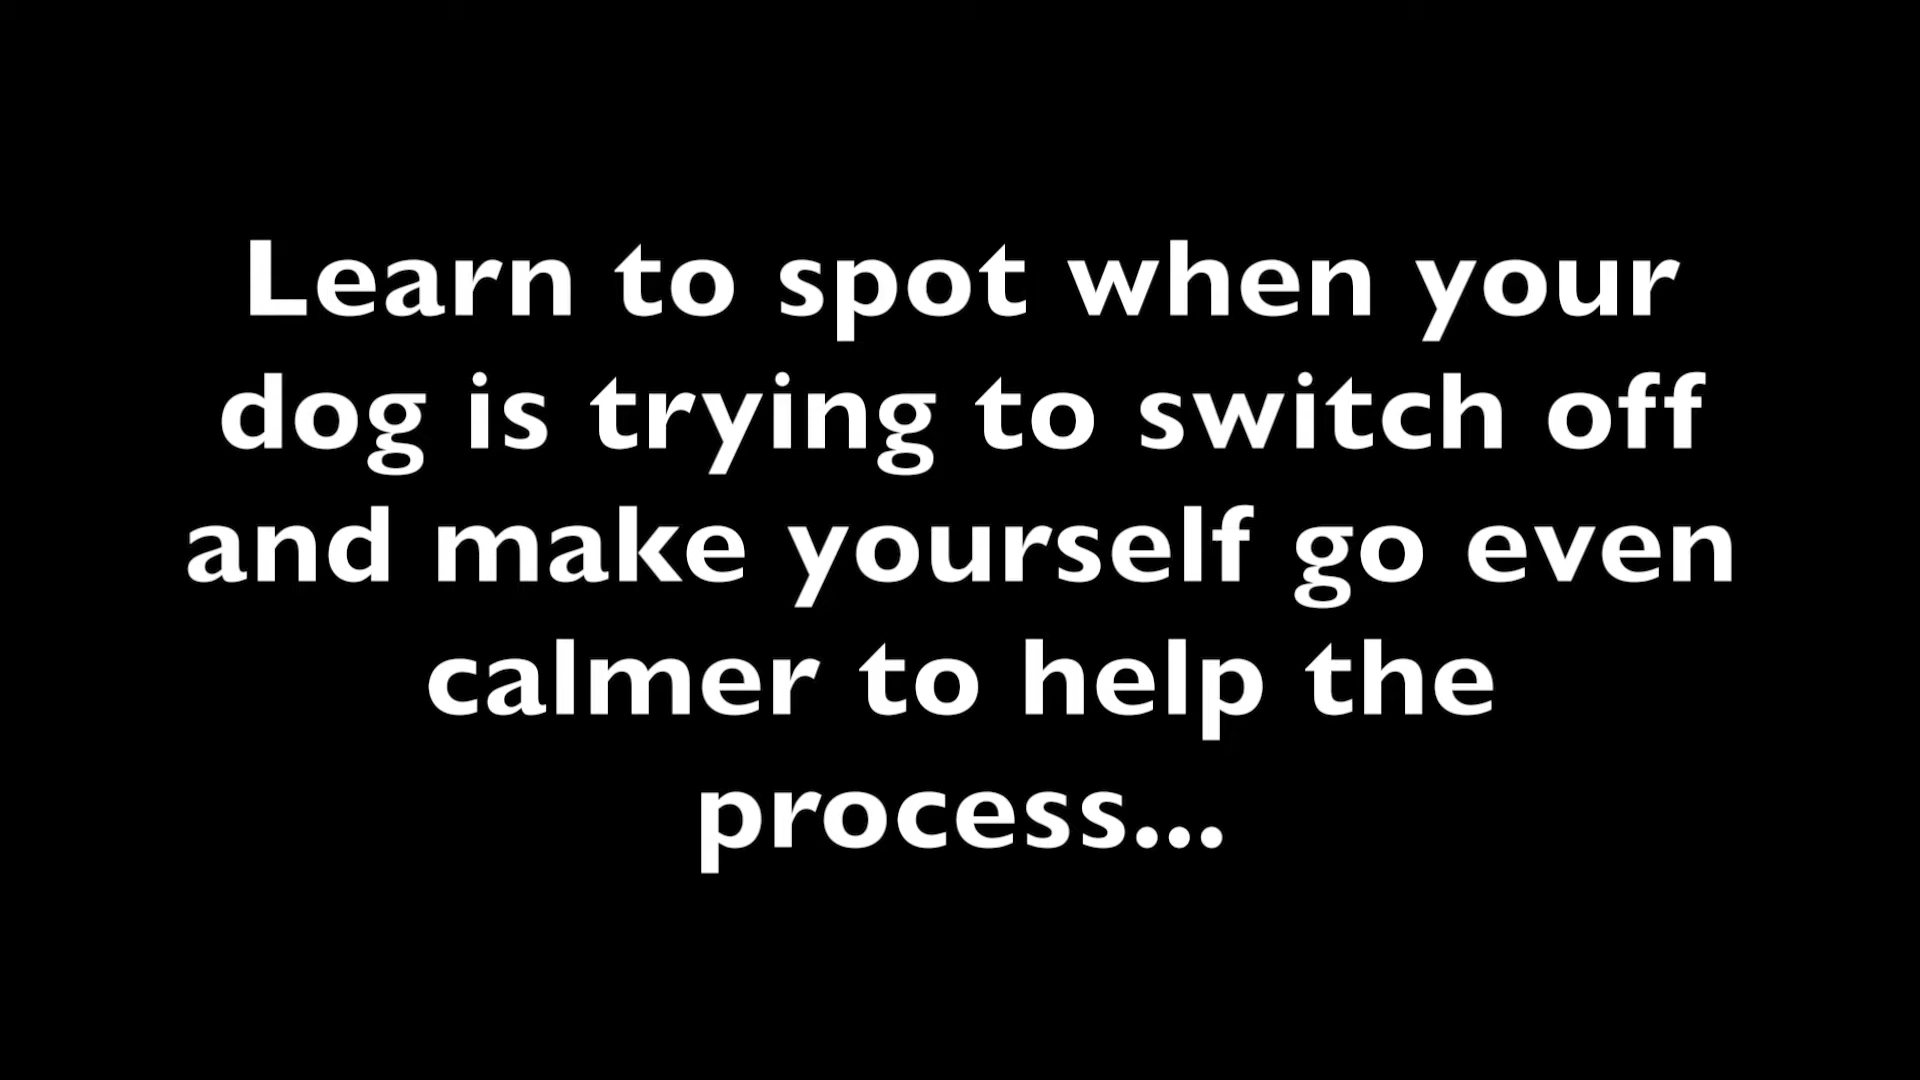 Learn to spot when your
dog is trying to switch off
and make yourself go even
calmer to help the
process...